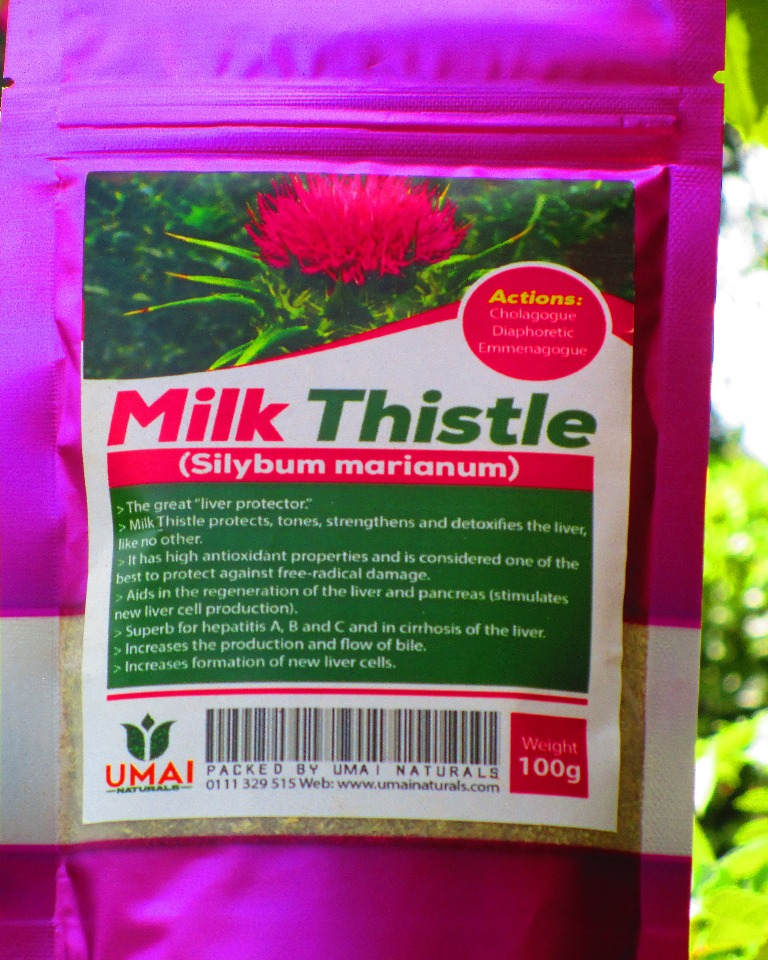 Actions:
Cholagogue
Diaphoretic
Emmenagogue
Milk Thistle
(Silybum marianum)
> The great "liver protector."
> Milk Thistle protects, tones, strengthens and detoxifies the liver,
like no other.
> It has high antioxidant properties and is considered one of the
best to protect against free-radical damage.
> Aids in the regeneration of the liver and pancreas (stimulates
new liver cell production).
> Superb for hepatitis A, B and C and in cirrhosis of the liver.
> Increases the production and flow of bile.
> Increases formation of new liver cells.
UMAI
NATURALS
PACKED BY UMAI NATURALS
0111 329 515 Web: www.umainaturals.com
Weight
100g